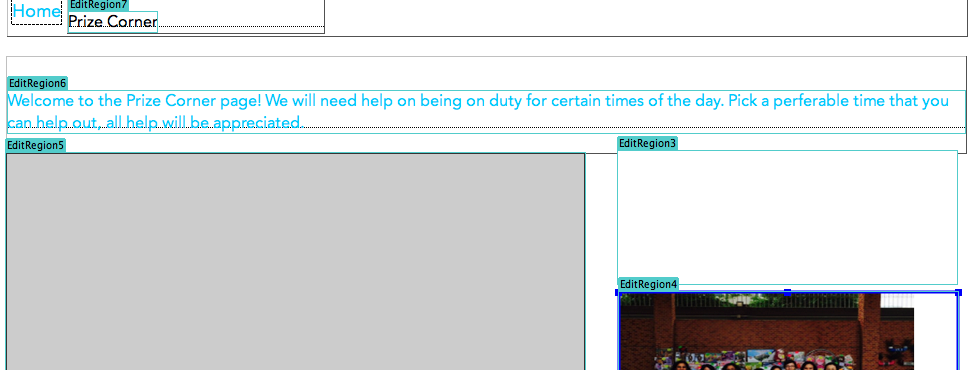 EditRegion7
Home
Prize Corner
EditRegion6
Welcome to the Prize Corner page! We will need help on being on duty for certain times of the day. Pick a perferable time that you
can help out, all help will be appreciated.
EditRegion5
EditRegion3
EditRegion4